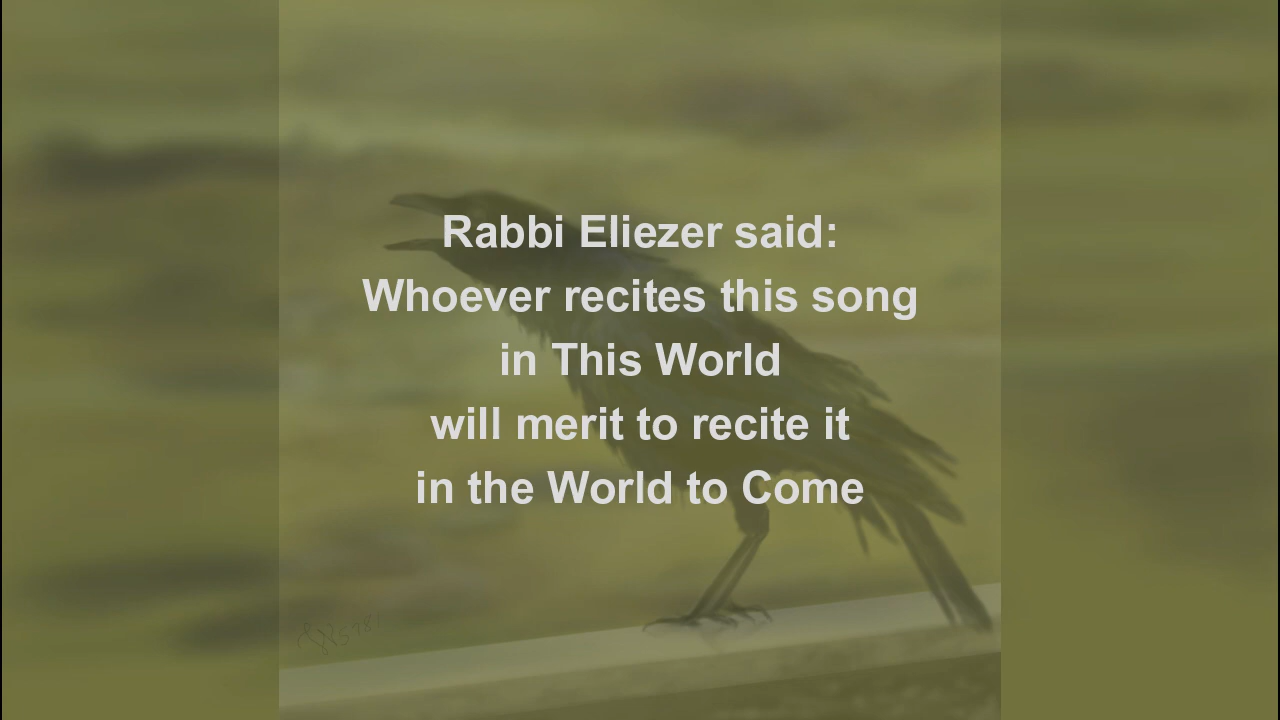 Rabbi Eliezer said:
Whoever recites this song
in This World
will merit to recite it
in the World to Come